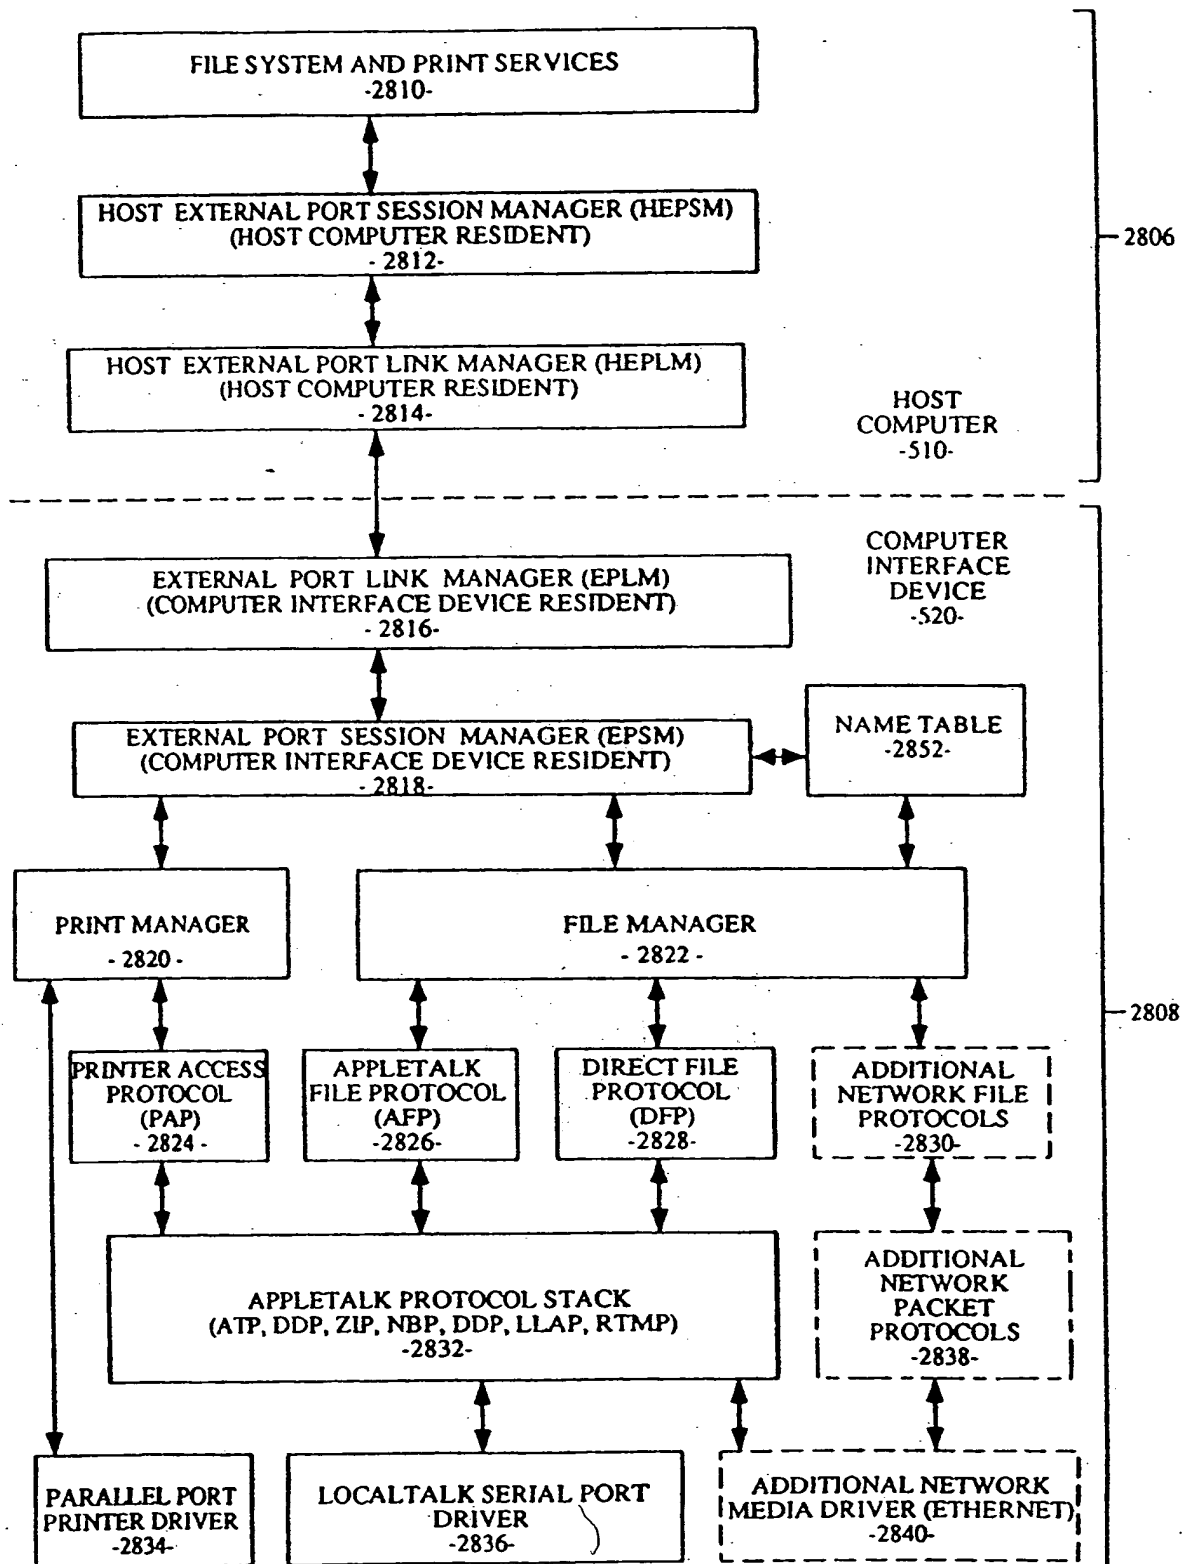 FILE SYSTEM AND PRINT SERVICES
-2810-
HOST EXTERNAL PORT SESSION MANAGER (HEPSM)
(HOST COMPUTER RESIDENT)
- 2812-
2806
HOST EXTERNAL PORT LINK MANAGER (HEPLM)
(HOST COMPUTER RESIDENT)
- 2814-
HOST
COMPUTER
-510-
COMPUTER
INTERFACE
DEVICE
-520-
EXTERNAL PORT LINK MANAGER (EPLM)
(COMPUTER INTERFACE DEVICE RESIDENT)
- 2816-
EXTERNAL PORT SESSION MANAGER (EPSM)
(COMPUTER INTERFACE DEVICE RESIDENT)
- 2818-
NAME TABLE
-2852-
PRINT MANAGER
- 2820 -
FILE MANAGER
- 2822 -
2808
PRINTER ACCESS
PROTOCOL
(PAP)
- 2824 -
APPLETALK
FILE PROTOCOL
(AFP)
-2826-
DIRECT FILE
PROTOCOL
(DFP)
-2828-
ADDITIONAL
NETWORK FILE
PROTOCOLS
-2830-
APPLETALK PROTOCOL STACK
(ATP, DDP, ZIP, NBP, DDP, LLAP, RTMP)
-2832-
ADDITIONAL
NETWORK
PACKET
PROTOCOLS
-2838-
PARALLEL PORT
PRINTER DRIVER
-2834-
LOCALTALK SERIAL PORT
DRIVER
-2836-
ADDITIONAL NETWORK
MEDIA DRIVER (ETHERNET)
-2840-